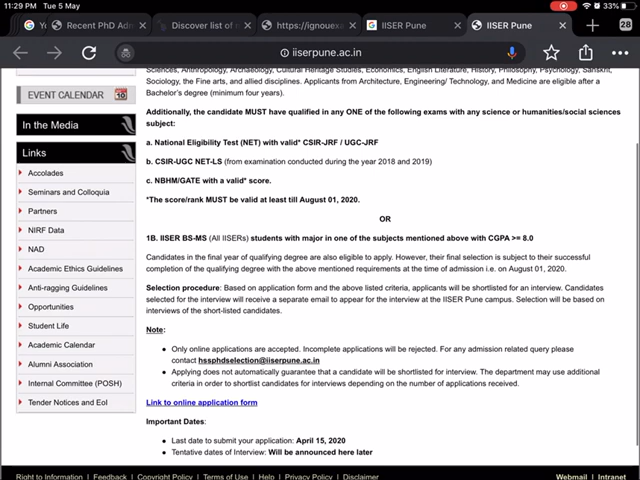 11:29 PM Tue 5 May
33%
Recent PhD Adn
Discover list of
https://ignouexa
IISER Pune
IISER Pune
28
iiserpune.ac.in
Sciences, Anthropology, Archaeology, Cultural Heritage Studies, Economics, English Literature, History, Philosophy, Psychology, Sanskrit,
Sociology, the Fine arts, and allied disciplines. Applicants from Architecture, Engineering/ Technology, and Medicine are eligible after a
Bachelor's degree (minimum four years).
EVENT CALENDAR
In the Media
Links
Accolades
Seminars and Colloquia
Partners
NIRF Data
NAD
Academic Ethics Guidelines
Anti-ragging Guidelines
Opportunities
Student Life
Academic Calendar
Alumni Association
Internal Committee (POSH)
Tender Notices and EoI
Additionally, the candidate MUST have qualified in any ONE of the following exams with any science or humanities/social sciences
subject:
a. National Eligibility Test (NET) with valid* CSIR-JRF / UGC-JRF
b. CSIR-UGC NET-LS (from examination conducted during the year 2018 and 2019)
c. NBHM/GATE with a valid* score.
*The score/rank MUST be valid at least till August 01, 2020.
OR
1B. IISER BS-MS (All IISERs) students with major in one of the subjects mentioned above with CGPA >= 8.0
Candidates in the final year of qualifying degree are also eligible to apply. However, their final selection is subject to their successful
completion of the qualifying degree with the above mentioned requirements at the time of admission i.e. on August 01, 2020.
Selection procedure: Based on application form and the above listed criteria, applicants will be shortlisted for interview. Candidates
selected for the interview will receive a separate email to appear for the interview at the IISER Pune campus. Selection will be based on
interviews of the short-listed candidates.
Note:
Only online applications are accepted. Incomplete applications will be rejected. For any admission related query please
contact hssphdselection@iiserpune.ac.in
Applying does not automatically guarantee that a candidate will be shortlisted for interview. The department may use additional
criteria in order to shortlist candidates for interviews depending on the number of applications received.
Link to online application form
Important Dates:
Last date to submit your application: April 15, 2020
Tentative dates of Interview: Will be announced here later
Right to Information | Feedback | Copyright Policy | Terms of Use | Help | Privacy Policy | Disclaimer
Webmail | Intranet